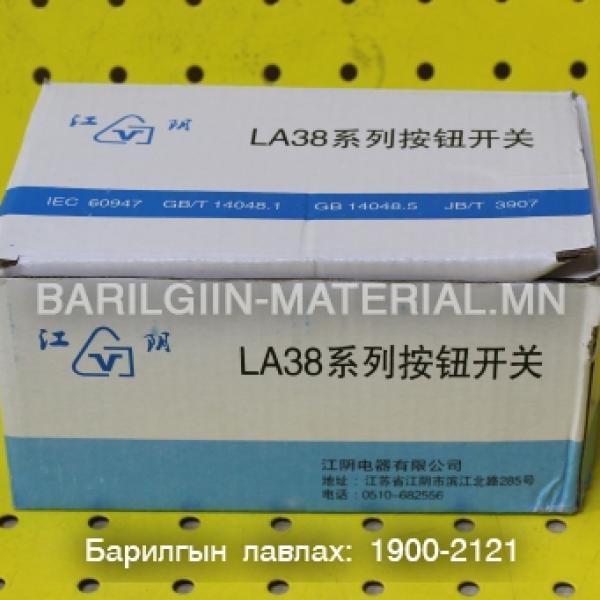 江 阴
LA38系列按钮开关
IEC 60947 GB/T 14048.1 GB 14048.5 JB/T 3907
BARILGIIN-MATERIAL.MN
江 阴
LA38系列按钮开关
江阴电器有限公司
地址：江苏省江阴市滨江北路285号
电话：0510-682556
Барилгын лавлах: 1900-2121